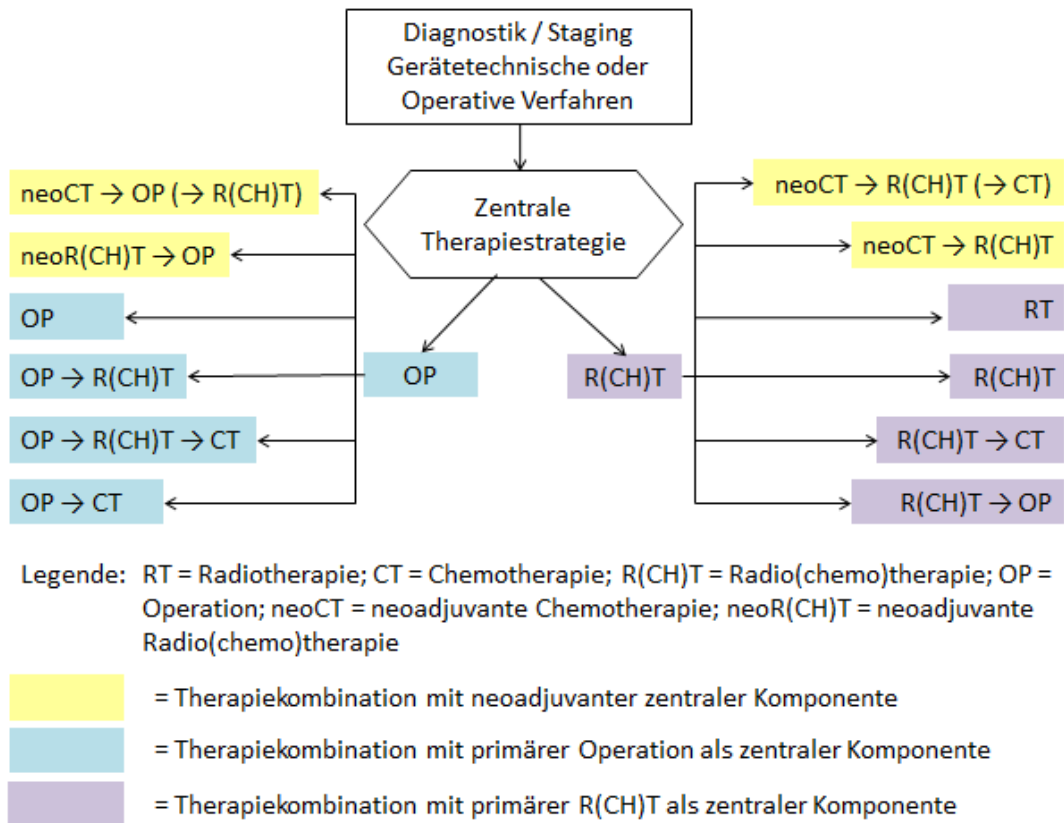 Diagnostik / Staging
Gerätetechnische oder
Operative Verfahren
Zentrale
Therapiestrategie
neoCT → OP (→ R(CH)T)
neoR(CH)T → OP
OP
OP → R(CH)T
OP → R(CH)T → CT
OP → CT
OP
R(CH)T
neoCT → R(CH)T (→ CT)
neoCT → R(CH)T
RT
R(CH)T
R(CH)T → CT
R(CH)T → OP
Legende: RT = Radiotherapie; CT = Chemotherapie; R(CH)T = Radio(chemo)therapie; OP =
Operation; neoCT = neoadjuvante Chemotherapie; neoR(CH)T = neoadjuvante
Radio(chemo)therapie
= Therapiekombination mit neoadjuvanter zentraler Komponente
= Therapiekombination mit primärer Operation als zentraler Komponente
= Therapiekombination mit primärer R(CH)T als zentraler Komponente